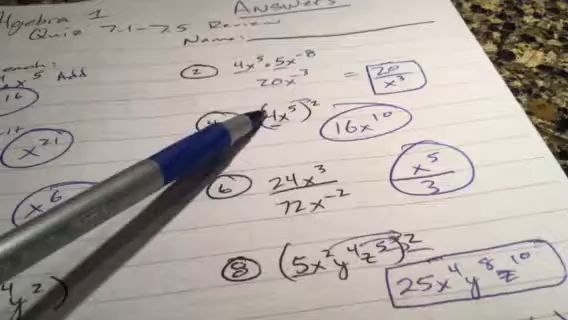 Algebra 1 Answers
Quiz 7.1-7.5 Review
Name:
x⁵ Add
② 4x⁵·5x⁻⁸ = 20/x³
20x⁻³
16
4x⁵)² 16x¹⁰
x²¹
⑥ 24x³/72x⁻² x⁵/3
x⁶
⑧ (5x²y⁴z⁵)² 25x⁴y⁸z¹⁰
⁴y²)